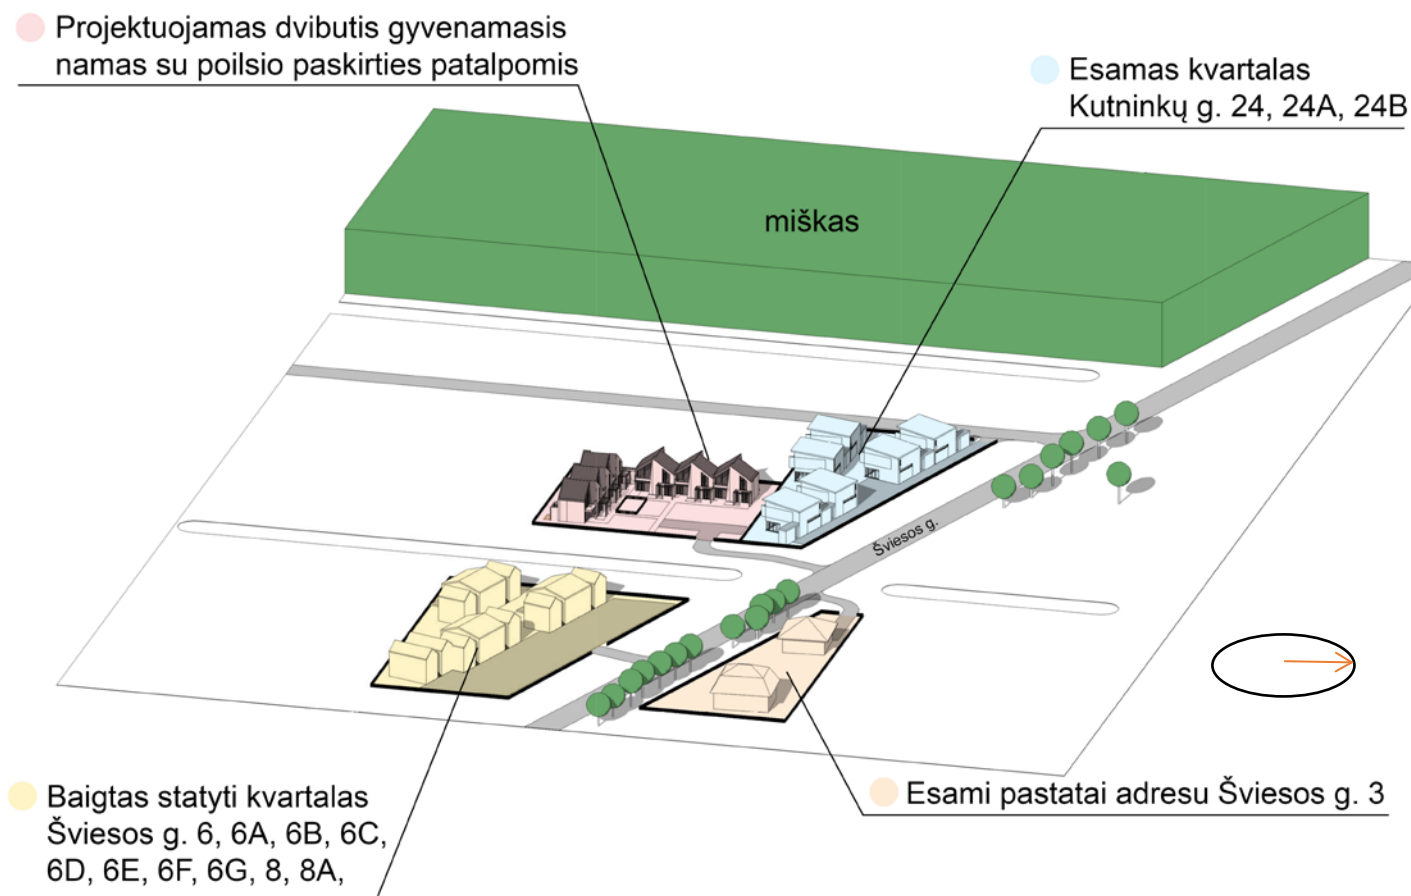 Projektuojamas dvibutis gyvenamasis
namas su poilsio paskirties patalpomis
Esamas kvartalas
Kutninkų g. 24, 24A, 24B
miškas
Šviesos g.
Baigtas statyti kvartalas
Šviesos g. 6, 6A, 6B, 6C,
6D, 6E, 6F, 6G, 8, 8A,
Esami pastatai adresu Šviesos g. 3